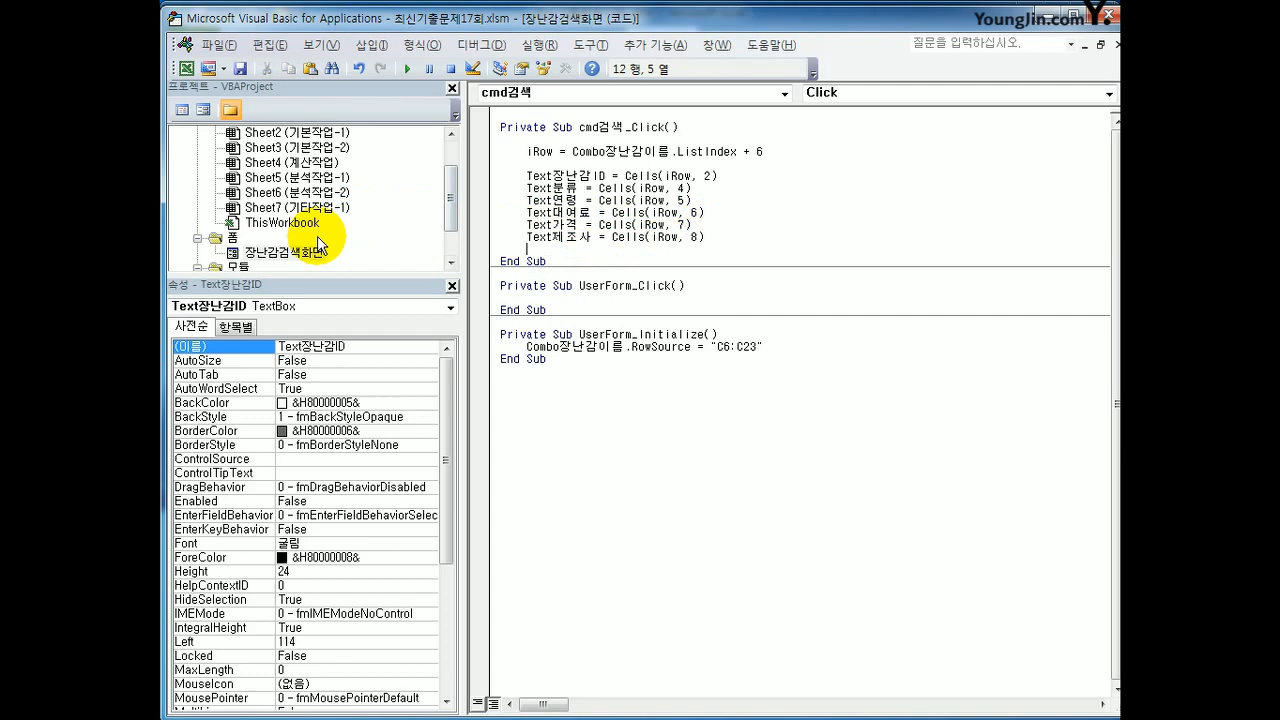 Microsoft Visual Basic for Applications - 최신기출문제17회.xlsm - [장난감검색화면 (코드)]
YoungJin.com Y.
파일(F) 편집(E) 보기(V) 삽입(I) 형식(O) 디버그(D) 실행(R) 도구(T) 추가 기능(A) 창(W) 도움말(H) 질문을 입력하십시오.
12 행, 5 열
프로젝트 - VBAProject
cmd검색 Click
Sheet2 (기본작업-1)
Sheet3 (기본작업-2)
Sheet4 (계산작업)
Sheet5 (분석작업-1)
Sheet6 (분석작업-2)
Sheet7 (기타작업-1)
ThisWorkbook
폼
장난감검색화면
모듈
Private Sub cmd검색_Click()
iRow = Combo장난감이름.ListIndex + 6
Text장난감ID = Cells(iRow, 2)
Text분류 = Cells(iRow, 4)
Text연령 = Cells(iRow, 5)
Text대여료 = Cells(iRow, 6)
Text가격 = Cells(iRow, 7)
Text제조사 = Cells(iRow, 8)
End Sub
Private Sub UserForm_Click()
End Sub
Private Sub UserForm_Initialize()
Combo장난감이름.RowSource = "C6:C23"
End Sub
속성 - Text장난감ID
Text장난감ID TextBox
사전순 항목별
(이름) Text장난감ID
AutoSize False
AutoTab False
AutoWordSelect True
BackColor &H80000005&
BackStyle 1 - fmBackStyleOpaque
BorderColor &H80000006&
BorderStyle 0 - fmBorderStyleNone
ControlSource
ControlTipText
DragBehavior 0 - fmDragBehaviorDisabled
Enabled False
EnterFieldBehavior 0 - fmEnterFieldBehaviorSelec
EnterKeyBehavior False
Font 굴림
ForeColor &H80000008&
Height 24
HelpContextID 0
HideSelection True
IMEMode 0 - fmIMEModeNoControl
IntegralHeight True
Left 114
Locked False
MaxLength 0
MouseIcon (없음)
MousePointer 0 - fmMousePointerDefault